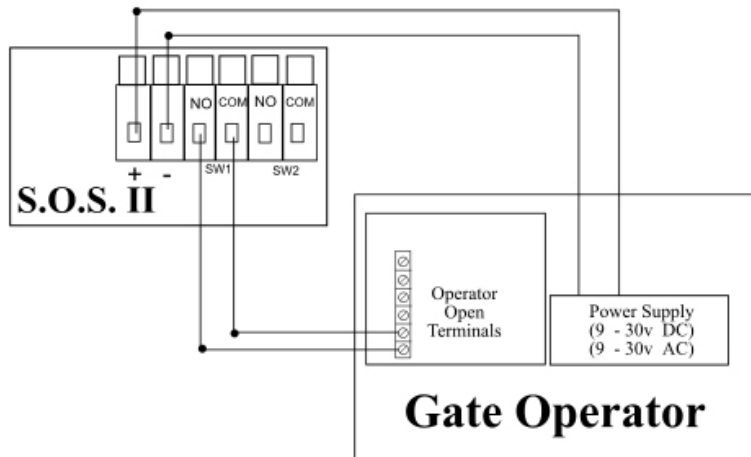 NO COM NO COM
+ - SW1 SW2
S.O.S. II
Operator
Open
Terminals
Power Supply
(9 - 30v DC)
(9 - 30v AC)
Gate Operator